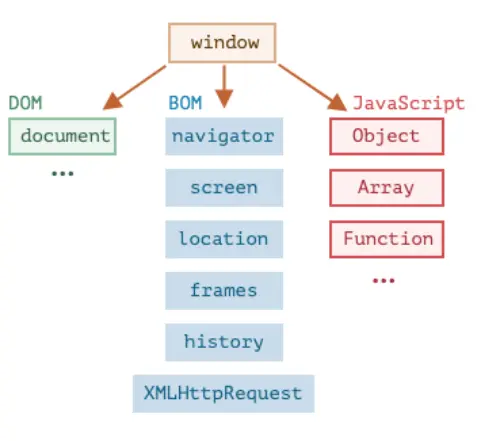 window
DOM
BOM
JavaScript
document
navigator
Object
...
screen
Array
location
Function
frames
...
history
XMLHttpRequest